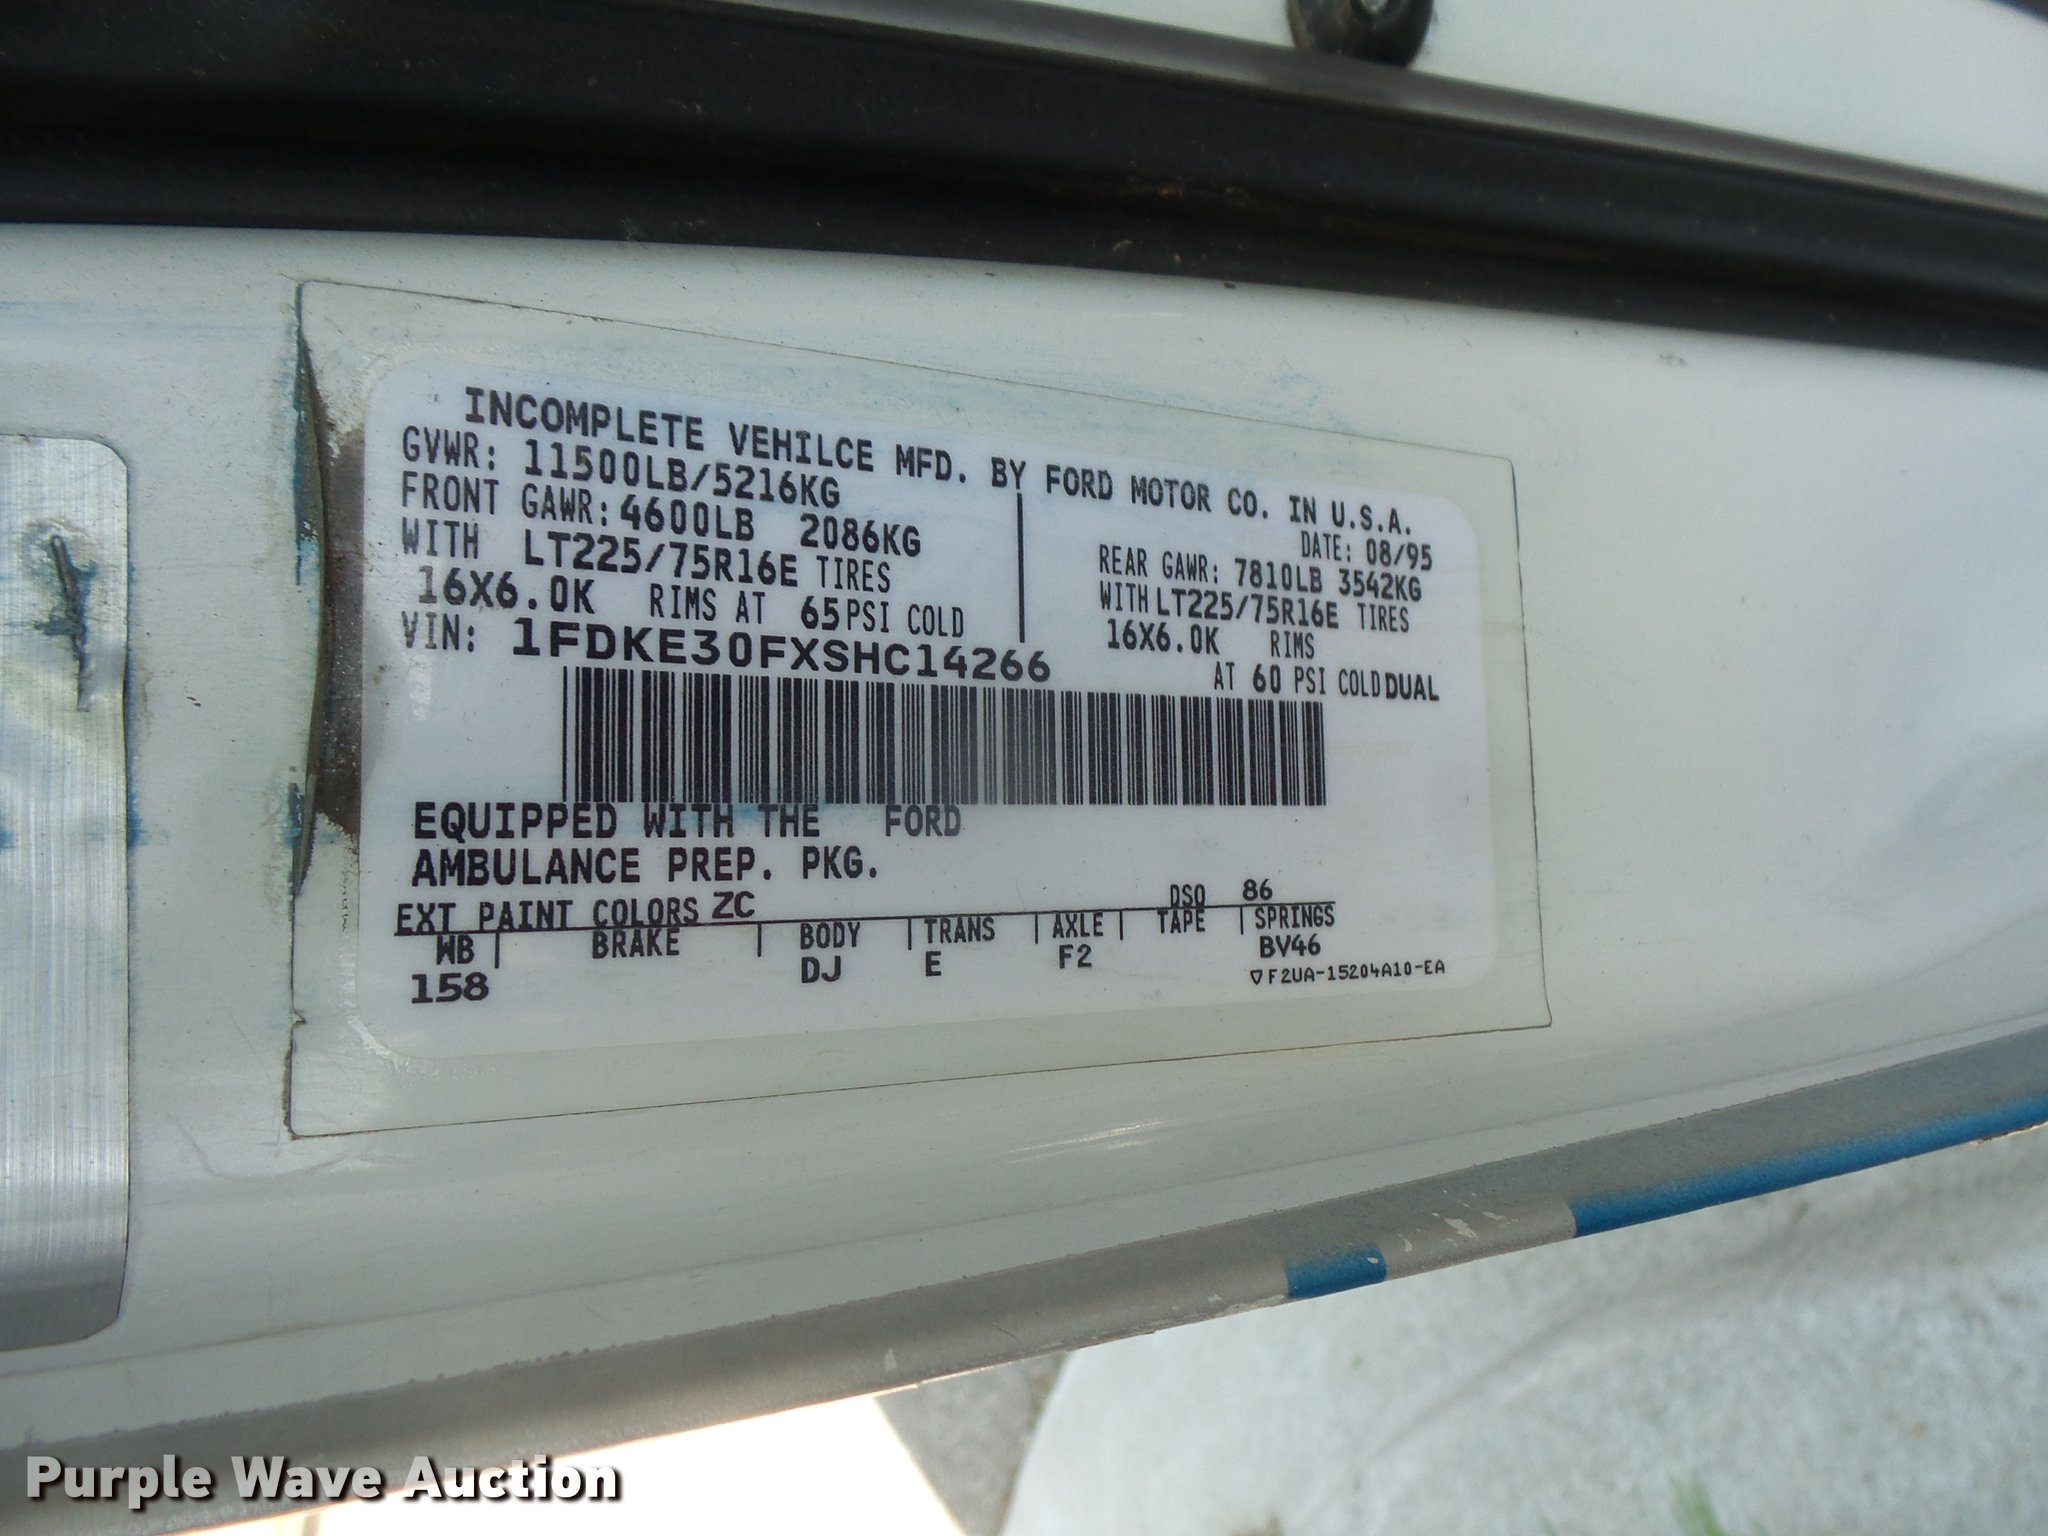 INCOMPLETE VEHILCE MFD. BY FORD MOTOR CO. IN U.S.A.
GVWR: 11500LB/5216KG
DATE: 08/95
FRONT GAWR: 4600LB 2086KG
WITH LT225/75R16E TIRES
16X6.0K RIMS AT 65 PSI COLD
REAR GAWR: 7810LB 3542KG
WITH LT225/75R16E TIRES
16X6.0K RIMS
AT 60 PSI COLD DUAL
VIN: 1FDKE30FXSHC14266
EQUIPPED WITH THE FORD
AMBULANCE PREP. PKG.
EXT PAINT COLORS ZC DSO 86
WB BRAKE BODY TRANS AXLE TAPE SPRINGS
158 DJ E F2 BV46
F2UA-15204A10-EA
Purple Wave Auction